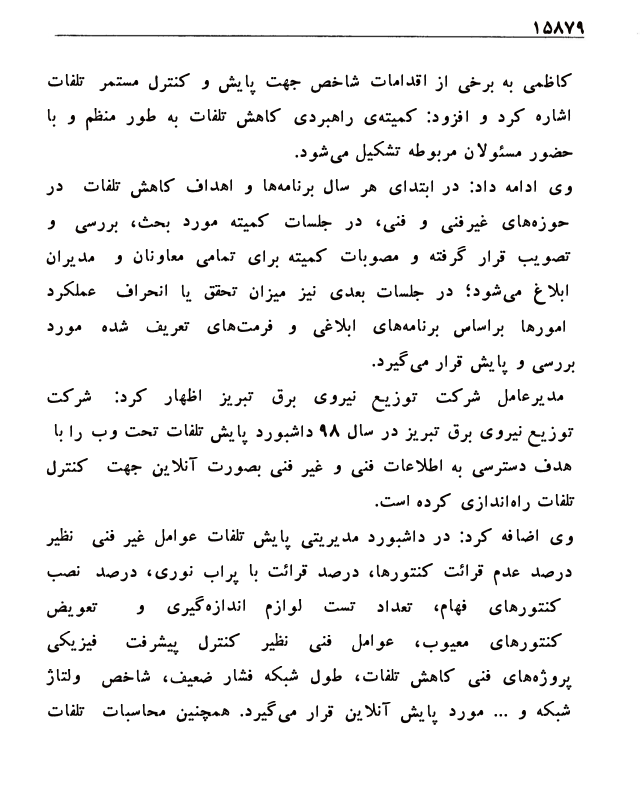 ۱۵۸۷۹
کاظمی به برخی از اقدامات شاخص جهت پایش و کنترل مستمر تلفات
اشاره کرد و افزود: کمیته‌ی راهبردی کاهش تلفات به طور منظم و با
حضور مسئولان مربوطه تشکیل می‌شود.
وی ادامه داد: در ابتدای هر سال برنامه‌ها و اهداف کاهش تلفات در
حوزه‌های غیرفنی و فنی، در جلسات کمیته مورد بحث، بررسی و
تصویب قرار گرفته و مصوبات کمیته برای تمامی معاونان و مدیران
ابلاغ می‌شود؛ در جلسات بعدی نیز میزان تحقق یا انحراف عملکرد
امورها براساس برنامه‌های ابلاغی و فرمت‌های تعریف شده مورد
بررسی و پایش قرار می‌گیرد.
مدیرعامل شرکت توزیع نیروی برق تبریز اظهار کرد: شرکت
توزیع نیروی برق تبریز در سال ۹۸ داشبورد پایش تلفات تحت وب را با
هدف دسترسی به اطلاعات فنی و غیر فنی بصورت آنلاین جهت کنترل
تلفات راه‌اندازی کرده است.
وی اضافه کرد: در داشبورد مدیریتی پایش تلفات عوامل غیر فنی نظیر
درصد عدم قرائت کنتورها، درصد قرائت با پراب نوری، درصد نصب
کنتورهای فهام، تعداد تست لوازم اندازه‌گیری و تعویض
کنتورهای معیوب، عوامل فنی نظیر کنترل پیشرفت فیزیکی
پروژه‌های فنی کاهش تلفات، طول شبکه فشار ضعیف، شاخص ولتاژ
شبکه و ... مورد پایش آنلاین قرار می‌گیرد. همچنین محاسبات تلفات